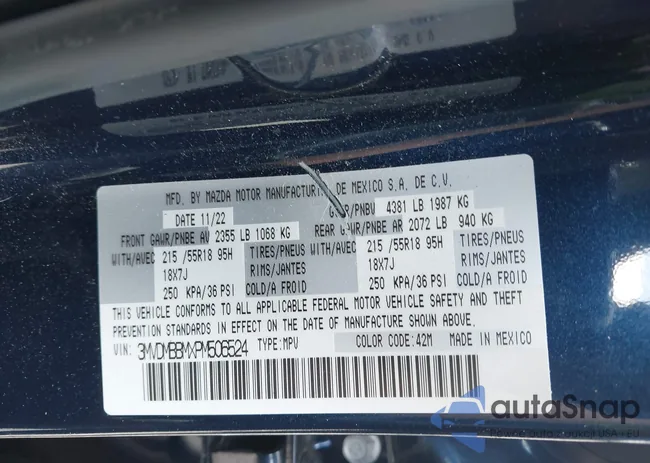 MFD. BY MAZDA MOTOR MANUFACTURING DE MEXICO S.A. DE C.V.
DATE 11/22 GVWR/PNBV 4381 LB 1987 KG
FRONT GAWR/PNBE AV 2355 LB 1068 KG REAR GAWR/PNBE AR 2072 LB 940 KG
WITH/AVEC 215 /55R18 95H TIRES/PNEUS WITH/AVEC 215 /55R18 95H TIRES/PNEUS
18X7J RIMS/JANTES 18X7J RIMS/JANTES
250 KPA/36 PSI COLD/A FROID 250 KPA/36 PSI COLD/A FROID
THIS VEHICLE CONFORMS TO ALL APPLICABLE FEDERAL MOTOR VEHICLE SAFETY AND THEFT
PREVENTION STANDARDS IN EFFECT ON THE DATE OF MANUFACTURE SHOWN ABOVE.
VIN: 3MVDMBBMXPM506524 TYPE: MPV COLOR CODE: 42M MADE IN MEXICO
autaSnap